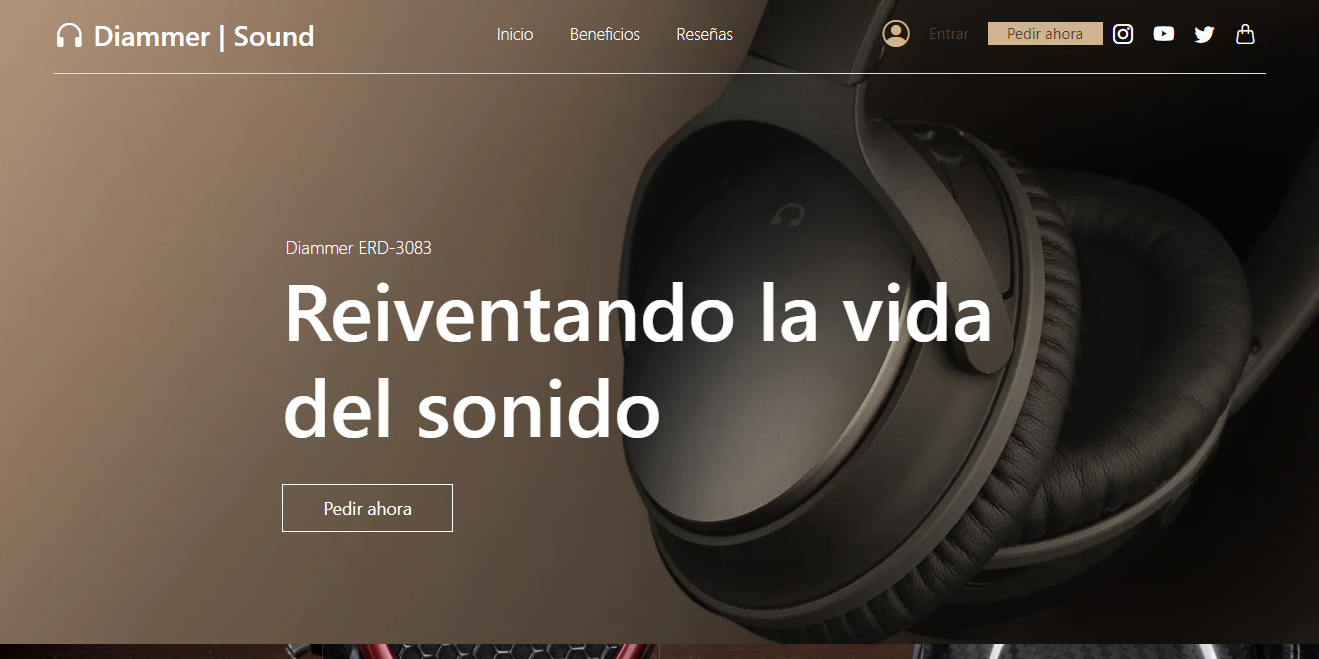 Diammer | Sound
Inicio
Beneficios
Reseñas
Entrar
Pedir ahora
Diammer ERD-3083
Reiventando la vida
del sonido
Pedir ahora